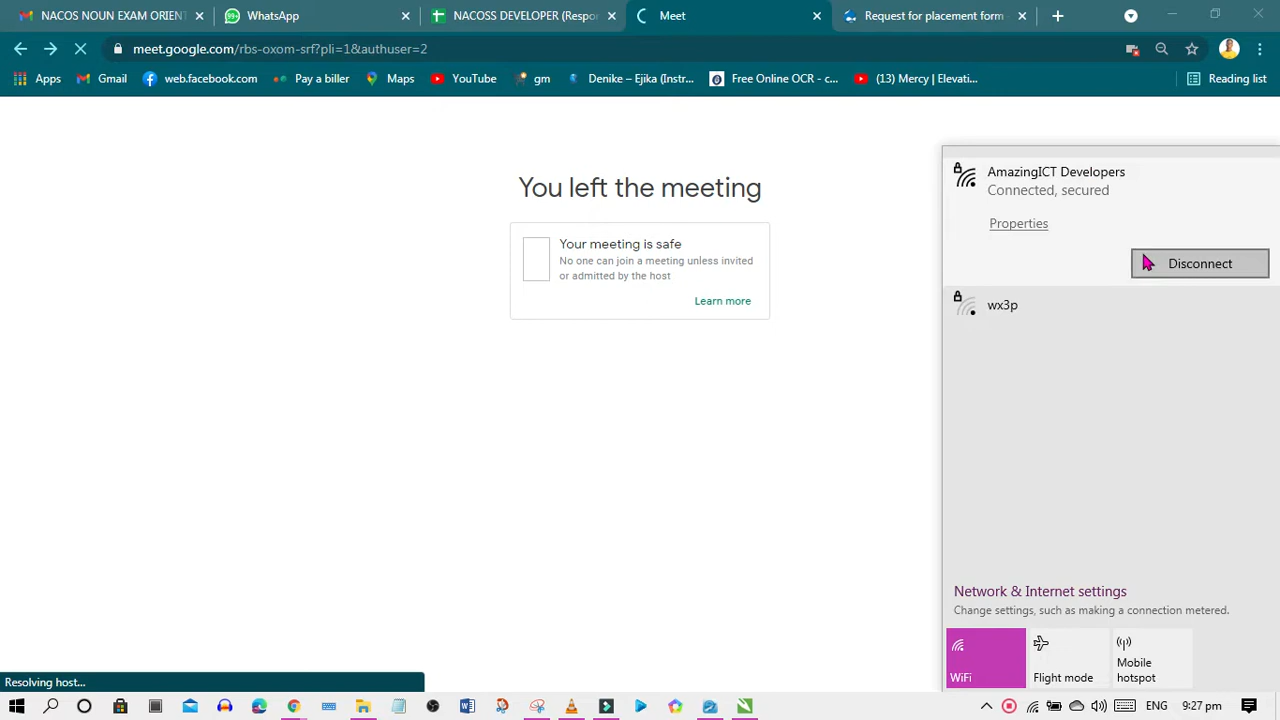 NACOS NOUN EXAM ORIENT
WhatsApp
NACOSS DEVELOPER (Respo
Meet
Request for placement form -
meet.google.com/rbs-oxom-srf?pli=1&authuser=2
Apps
Gmail
web.facebook.com
Pay a biller
Maps
YouTube
gm
Denike – Ejika (Instr...
Free Online OCR - c...
(13) Mercy | Elevati...
Reading list
You left the meeting
Your meeting is safe
No one can join a meeting unless invited
or admitted by the host
Learn more
AmazingICT Developers
Connected, secured
Properties
Disconnect
wx3p
Network & Internet settings
Change settings, such as making a connection metered.
WiFi
Flight mode
Mobile
hotspot
Resolving host...
ENG
9:27 pm